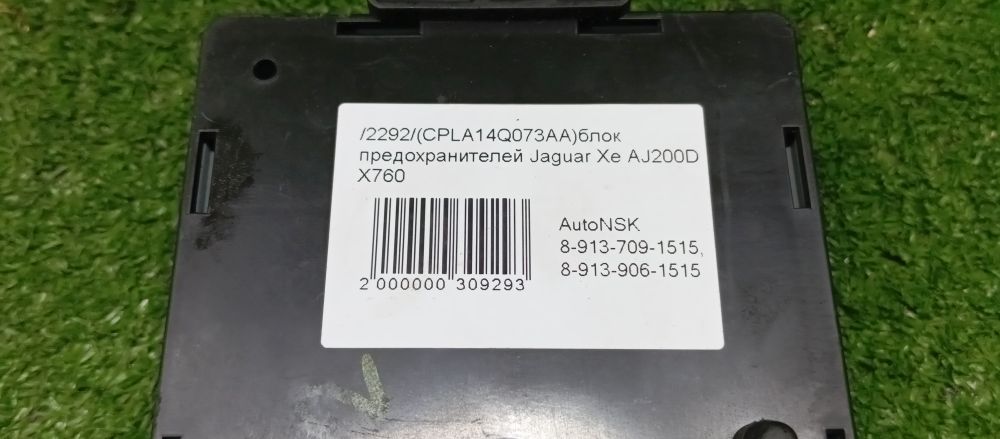 /2292/(CPLA14Q073AA)блок
предохранителей Jaguar Xe AJ200D
X760
AutoNSK
8-913-709-1515,
8-913-906-1515
2 000000 309293